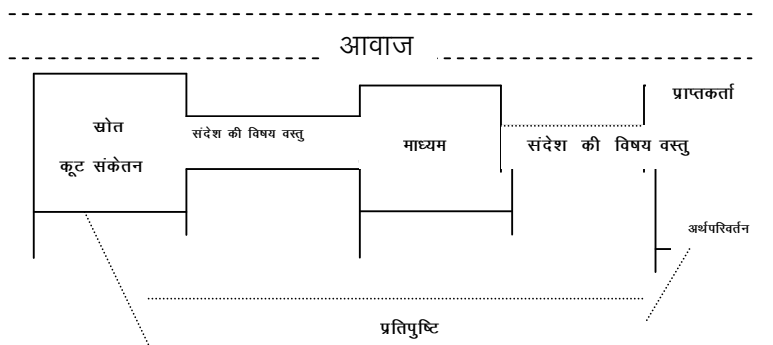 आवाज
प्राप्तकर्ता
स्रोत
संदेश की विषय वस्तु
माध्यम
संदेश की विषय वस्तु
कूट संकेतन
अर्थपरिवर्तन
प्रतिपुष्टि